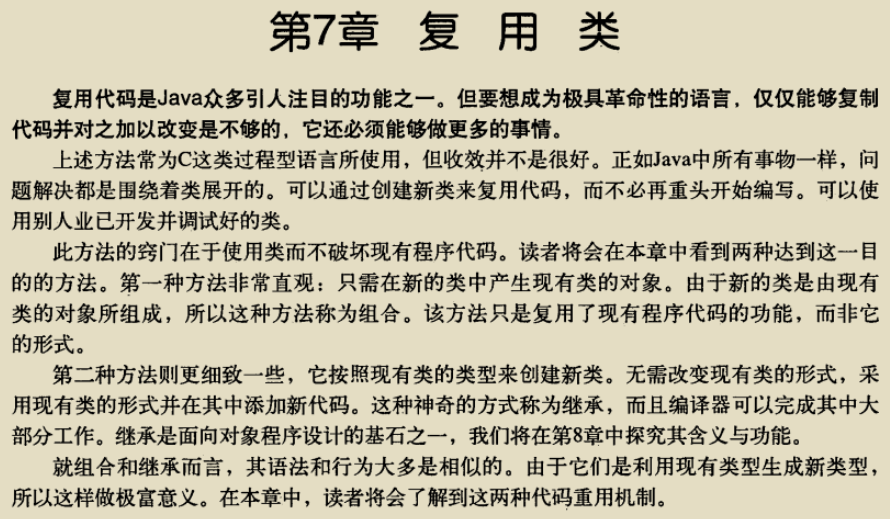 第7章 复 用 类
复用代码是Java众多引人注目的功能之一。但要想成为极具革命性的语言，仅仅能够复制
代码并对之加以改变是不够的，它还必须能够做更多的事情。
上述方法常为C这类过程型语言所使用，但收效并不是很好。正如Java中所有事物一样，问
题解决都是围绕着类展开的。可以通过创建新类来复用代码，而不必再重头开始编写。可以使
用别人业已开发并调试好的类。
此方法的窍门在于使用类而不破坏现有程序代码。读者将会在本章中看到两种达到这一目
的的方法。第一种方法非常直观：只需在新的类中产生现有类的对象。由于新的类是由现有
类的对象所组成，所以这种方法称为组合。该方法只是复用了现有程序代码的功能，而非它
的形式。
第二种方法则更细致一些，它按照现有类的类型来创建新类。无需改变现有类的形式，采
用现有类的形式并在其中添加新代码。这种神奇的方式称为继承，而且编译器可以完成其中大
部分工作。继承是面向对象程序设计的基石之一，我们将在第8章中探究其含义与功能。
就组合和继承而言，其语法和行为大多是相似的。由于它们是利用现有类型生成新类型，
所以这样做极富意义。在本章中，读者将会了解到这两种代码重用机制。